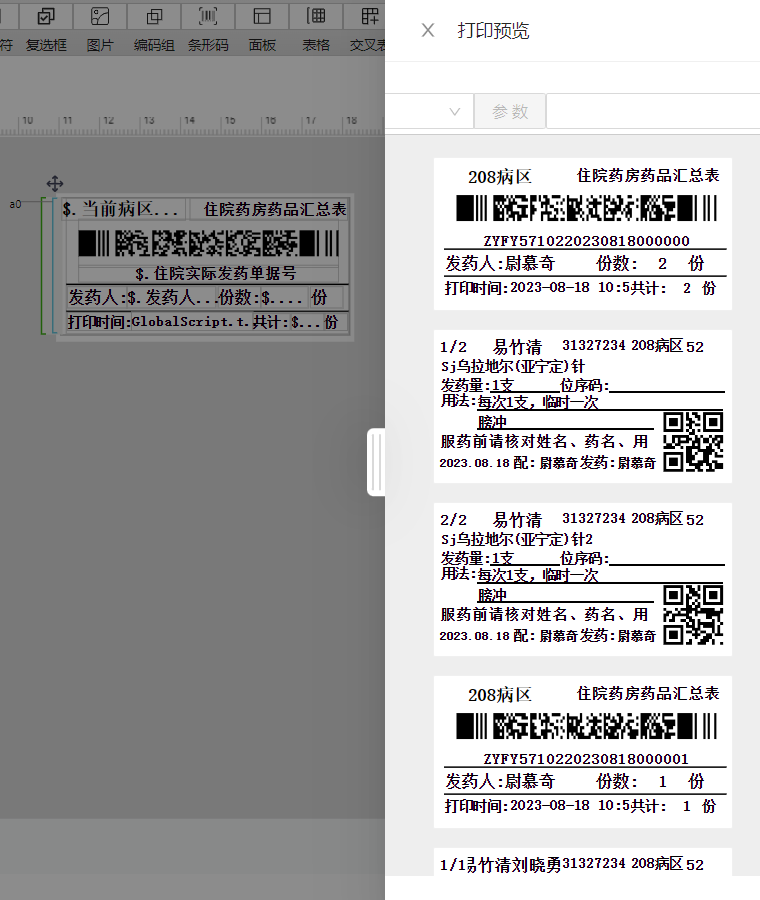 符 复选框 图片 编码组 条形码 面板 表格 交叉表
10 11 12 13 14 15 16 17 18
a0
$. 当前病区... 住院药房药品汇总表
$. 住院实际发药单据号
发药人:$. 发药人...份数:$.... 份
打印时间:GlobalScript.t.共计:$... 份
打印预览
参数
208病区 住院药房药品汇总表
ZYFY5710220230818000000
发药人:尉慕奇 份数: 2 份
打印时间:2023-08-18 10:5共计: 2 份
1/2 易竹清 31327234 208病区 52
Sj乌拉地尔(亚宁定)针
发药量:1支 位序码:
用法:每次1支, 临时一次
膀冲
服药前请核对姓名、药名、用
2023.08.18 配: 尉慕奇 发药: 尉慕奇
2/2 易竹清 31327234 208病区 52
Sj乌拉地尔(亚宁定)针2
发药量:1支 位序码:
用法:每次1支, 临时一次
膀冲
服药前请核对姓名、药名、用
2023.08.18 配: 尉慕奇 发药: 尉慕奇
208病区 住院药房药品汇总表
ZYFY5710220230818000001
发药人:尉慕奇 份数: 1 份
打印时间:2023-08-18 10:5共计: 1 份
1/1易竹清刘晓勇31327234 208病区 52